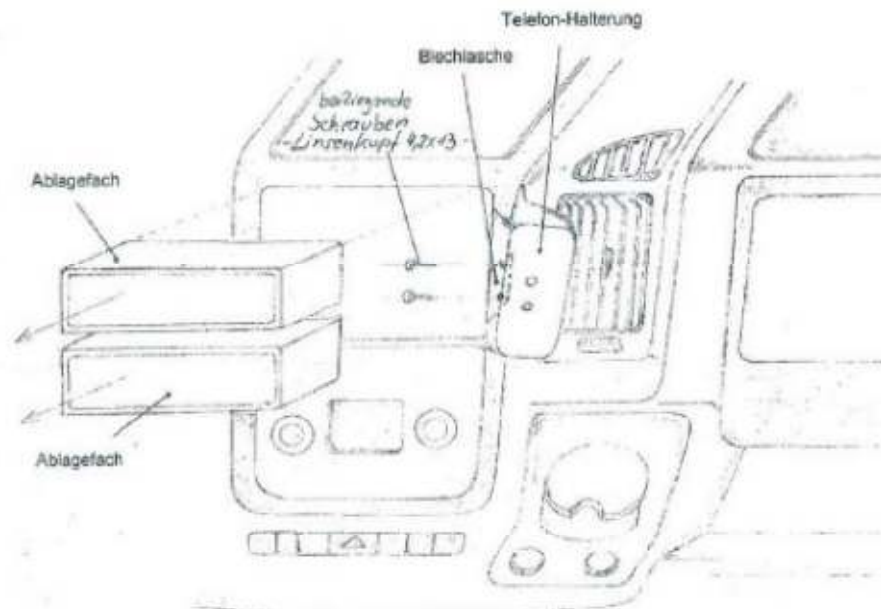 Telefon-Halterung
Blechlasche
beiliegende
Schrauben
-Linsenkopf 4,2x13-
Ablagefach
Ablagefach